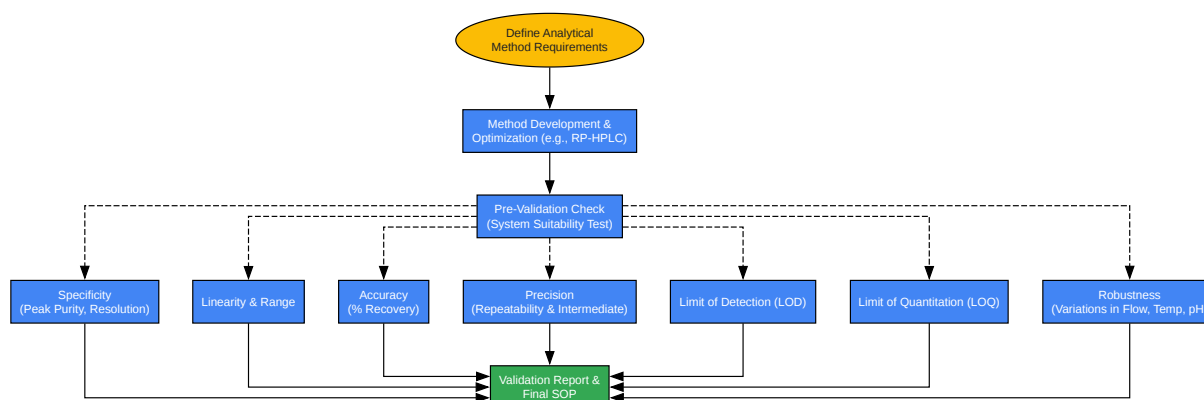 Define Analytical
Method Requirements
Method Development &
Optimization (e.g., RP-HPLC)
Pre-Validation Check
(System Suitability Test)
Specificity
(Peak Purity, Resolution)
Linearity & Range
Accuracy
(% Recovery)
Precision
(Repeatability & Intermediate)
Limit of Detection (LOD)
Limit of Quantitation (LOQ)
Robustness
(Variations in Flow, Temp, pH
Validation Report &
Final SOP